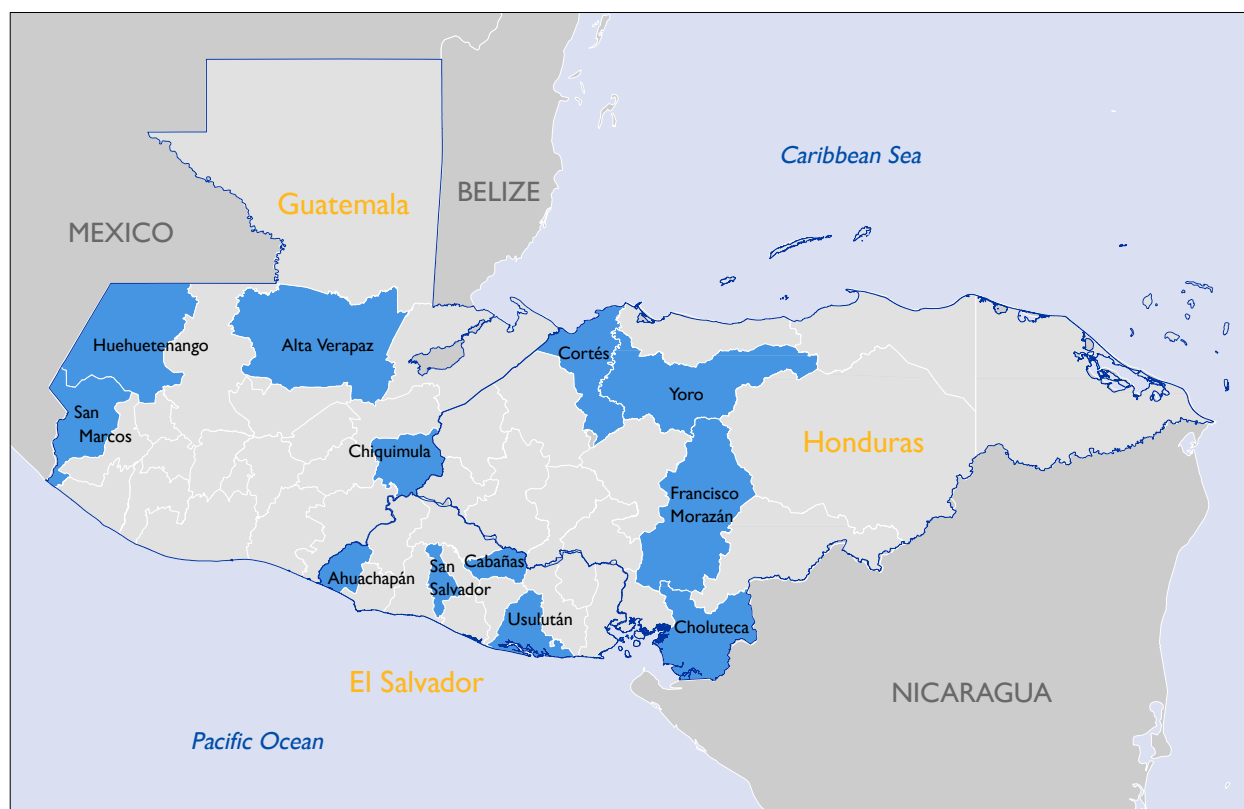 Caribbean Sea
BELIZE
Guatemala
MEXICO
Huehuetenango
Alta Verapaz
Cortés
Yoro
San
Marcos
Chiquimula
Honduras
Francisco
Morazán
Ahuachapán
San
Salvador
Cabañas
Usulután
Choluteca
El Salvador
NICARAGUA
Pacific Ocean